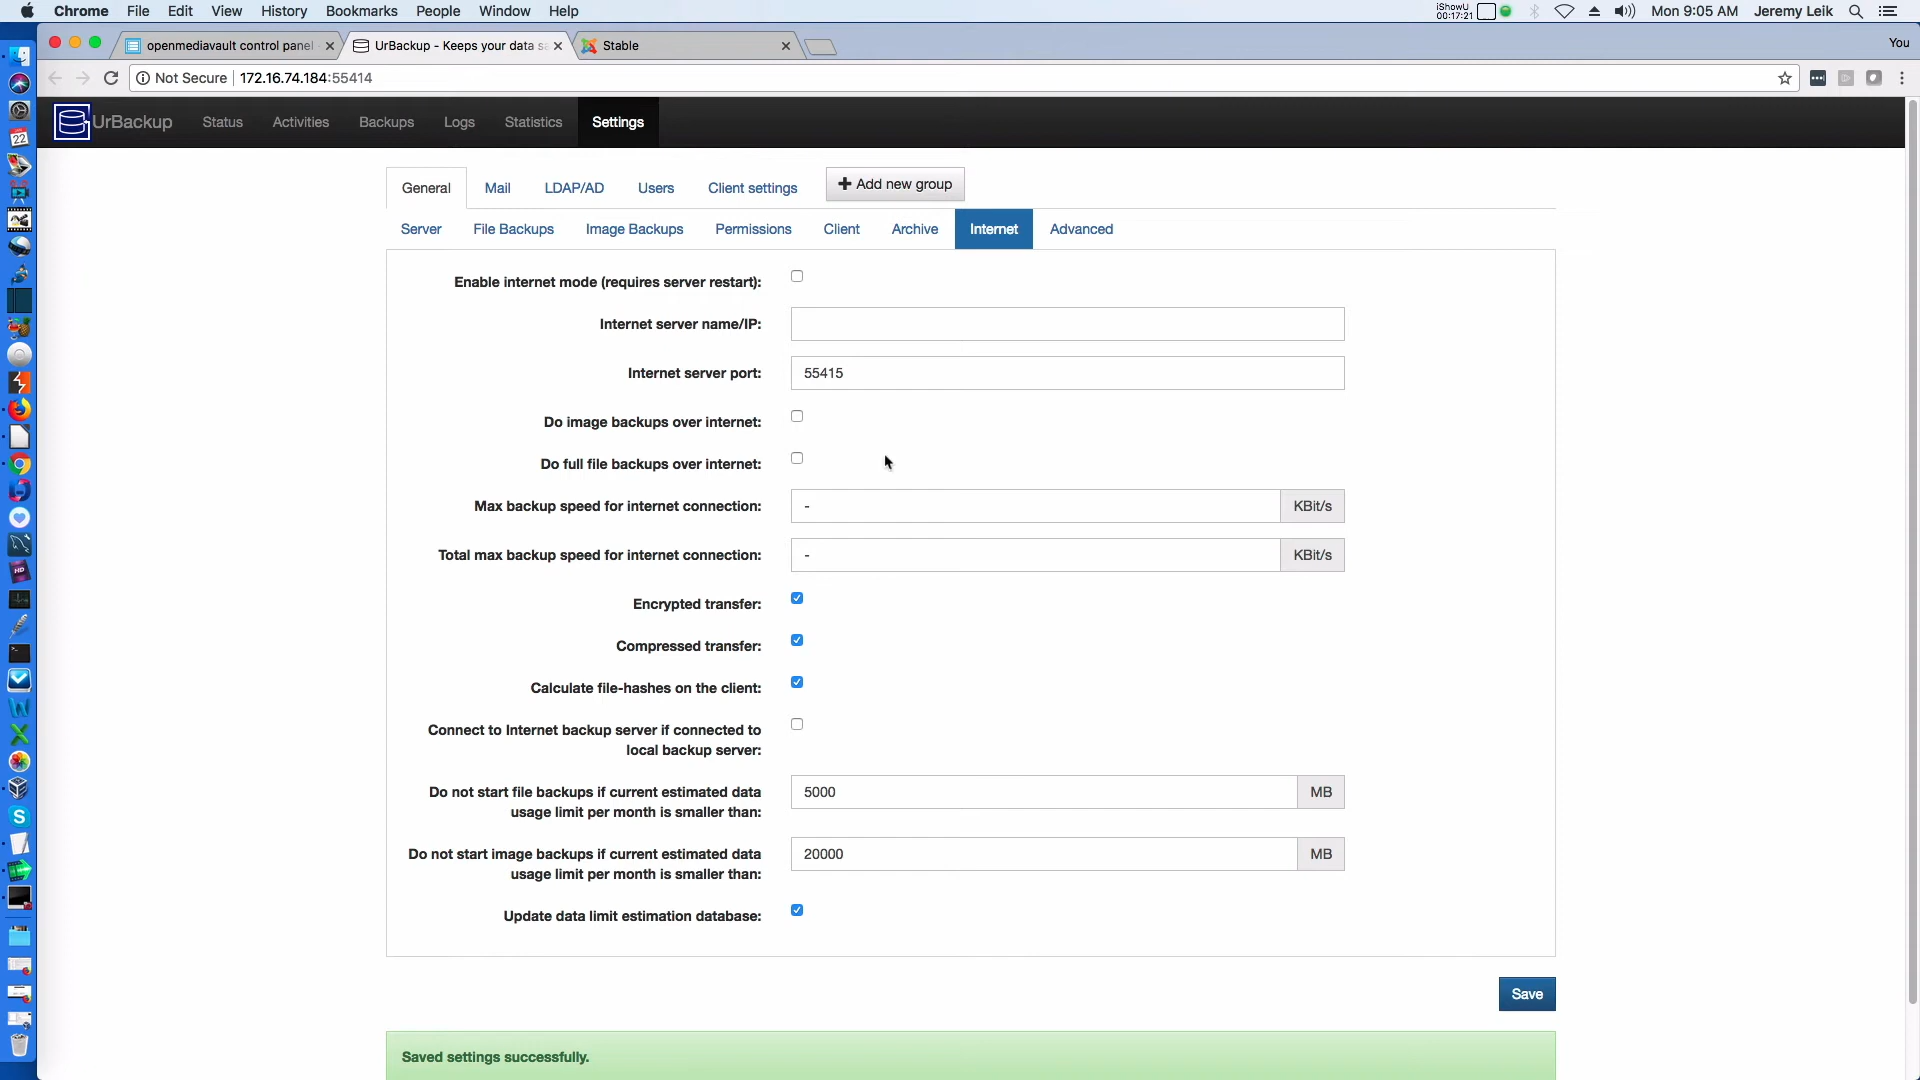 Chrome File Edit View History Bookmarks People Window Help
iShowU
00:17:21
Mon 9:05 AM Jeremy Leik
openmediavault control panel
UrBackup - Keeps your data sa
Stable
You
Not Secure 172.16.74.184:55414
UrBackup Status Activities Backups Logs Statistics Settings
General Mail LDAP/AD Users Client settings + Add new group
Server File Backups Image Backups Permissions Client Archive Internet Advanced
Enable internet mode (requires server restart):
Internet server name/IP:
Internet server port: 55415
Do image backups over internet:
Do full file backups over internet:
Max backup speed for internet connection: - KBit/s
Total max backup speed for internet connection: - KBit/s
Encrypted transfer:
Compressed transfer:
Calculate file-hashes on the client:
Connect to Internet backup server if connected to
local backup server:
Do not start file backups if current estimated data
usage limit per month is smaller than:
5000 MB
Do not start image backups if current estimated data
usage limit per month is smaller than:
20000 MB
Update data limit estimation database:
Save
Saved settings successfully.